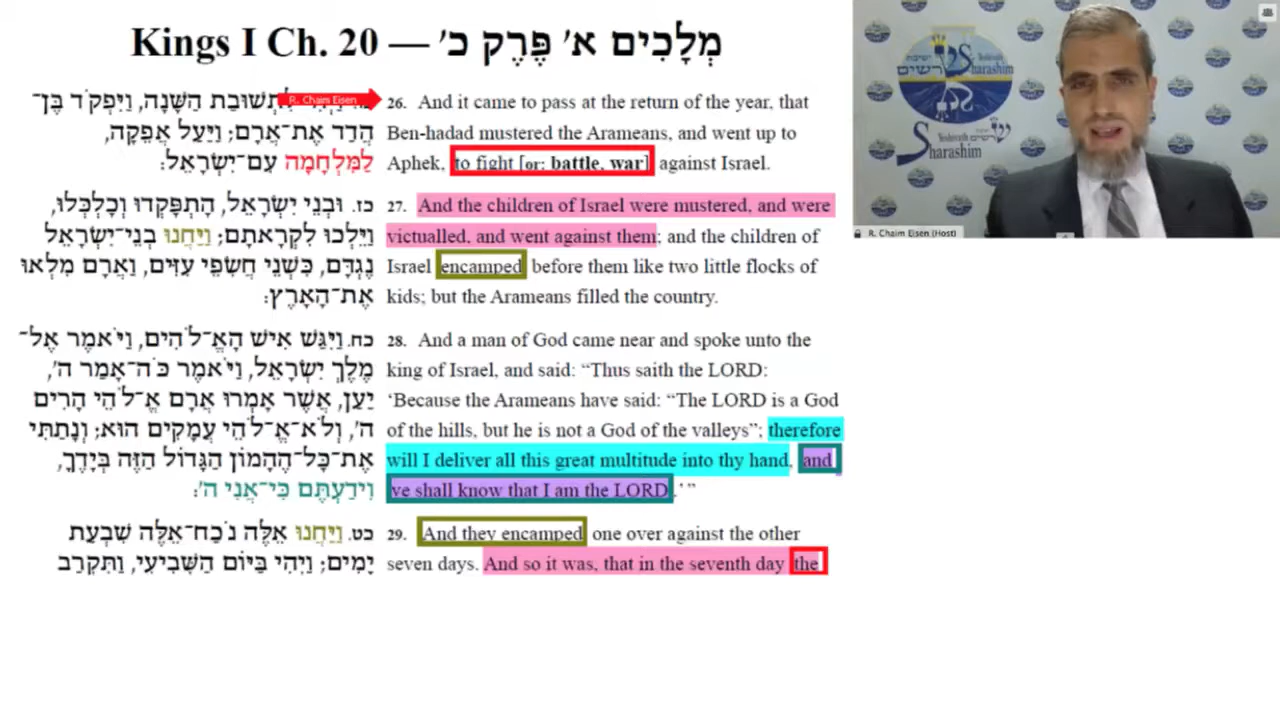 Kings I Ch. 20 — מְלָכִים א׳ פֶּרֶק כ׳
לִתְשׁוּבַת הַשָּׁנָה, וַיִּפְקֹד בֶּן־
הֲדַד אֶת־אֲרָם; וַיַּעַל אֲפֵקָה,
לַמִּלְחָמָה עִם־יִשְׂרָאֵל:
כז. וּבְנֵי יִשְׂרָאֵל, הָתְפָּקְדוּ וְכָלְכְּלוּ,
וַיֵּלְכוּ לִקְרָאתָם; וַיַּחֲנוּ בְנֵי־יִשְׂרָאֵל
נֶגְדָּם, כִּשְׁנֵי חֲשִׂפֵי עִזִּים, וַאֲרָם מִלְאוּ
אֶת־הָאָרֶץ:
כח. וַיִּגַּשׁ אִישׁ הָאֱ־לֹהִים, וַיֹּאמֶר אֶל־
מֶלֶךְ יִשְׂרָאֵל, וַיֹּאמֶר כֹּה־אָמַר ה׳,
יַעַן, אֲשֶׁר אָמְרוּ אֲרָם אֱ־לֹהֵי הָרִים
ה׳, וְלֹא־אֱ־לֹהֵי עֲמָקִים הוּא; וְנָתַתִּי
אֶת־כָּל־הֶהָמוֹן הַגָּדוֹל הַזֶּה בְּיָדֶךָ,
וִידַעְתֶּם כִּי־אֲנִי ה׳:
כט. וַיַּחֲנוּ אֵלֶּה נֹכַח־אֵלֶּה שִׁבְעַת
יָמִים; וַיְהִי בַּיּוֹם הַשְּׁבִיעִי, וַתִּקְרַב
R. Chaim Eisen
26. And it came to pass at the return of the year, that
Ben-hadad mustered the Arameans, and went up to
Aphek, to fight [or: battle, war] against Israel.
27. And the children of Israel were mustered, and were
victualled, and went against them; and the children of
Israel encamped before them like two little flocks of
kids; but the Arameans filled the country.
28. And a man of God came near and spoke unto the
king of Israel, and said: “Thus saith the LORD:
‘Because the Arameans have said: “The LORD is a God
of the hills, but he is not a God of the valleys”; therefore
will I deliver all this great multitude into thy hand, and
ye shall know that I am the LORD.’ ”
29. And they encamped one over against the other
seven days. And so it was, that in the seventh day the
ישיבת
שרשים
Yeshivath
Sharashim
Yeshivath שרשים
Sharashim
R. Chaim Eisen (Host)